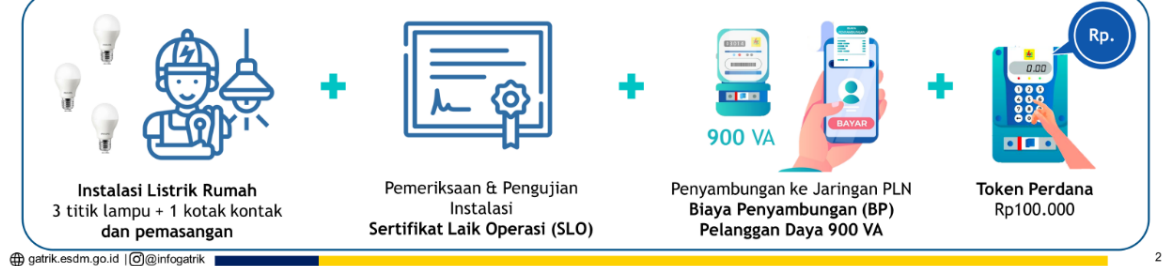 Rp.
0.00
900 VA
BAYAR
Instalasi Listrik Rumah
3 titik lampu + 1 kotak kontak
dan pemasangan
Pemeriksaan & Pengujian
Instalasi
Sertifikat Laik Operasi (SLO)
Penyambungan ke Jaringan PLN
Biaya Penyambungan (BP)
Pelanggan Daya 900 VA
Token Perdana
Rp100.000
gatrik.esdm.go.id | @infogatrik
2